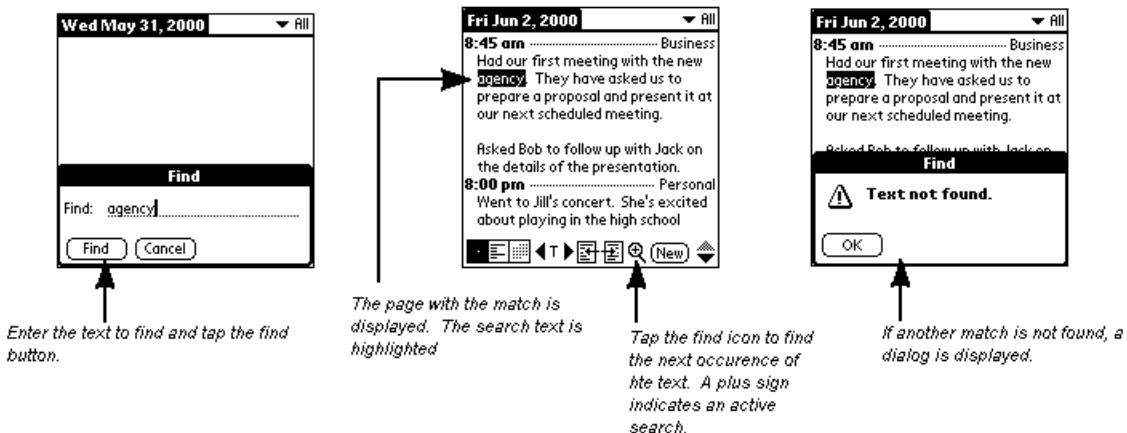 Wed May 31, 2000
All
Find
Find: agency
Find
Cancel
Enter the text to find and tap the find
button.
Fri Jun 2, 2000
All
8:45 am Business
Had our first meeting with the new
agency. They have asked us to
prepare a proposal and present it at
our next scheduled meeting.
Asked Bob to follow up with Jack on
the details of the presentation.
8:00 pm Personal
Went to Jill's concert. She's excited
about playing in the high school
T
New
The page with the match is
displayed. The search text is
highlighted
Tap the find icon to find
the next occurence of
hte text. A plus sign
indicates an active
search.
Fri Jun 2, 2000
All
8:45 am Business
Had our first meeting with the new
agency. They have asked us to
prepare a proposal and present it at
our next scheduled meeting.
Asked Bob to follow up with Jack on
Find
Text not found.
OK
If another match is not found, a
dialog is displayed.